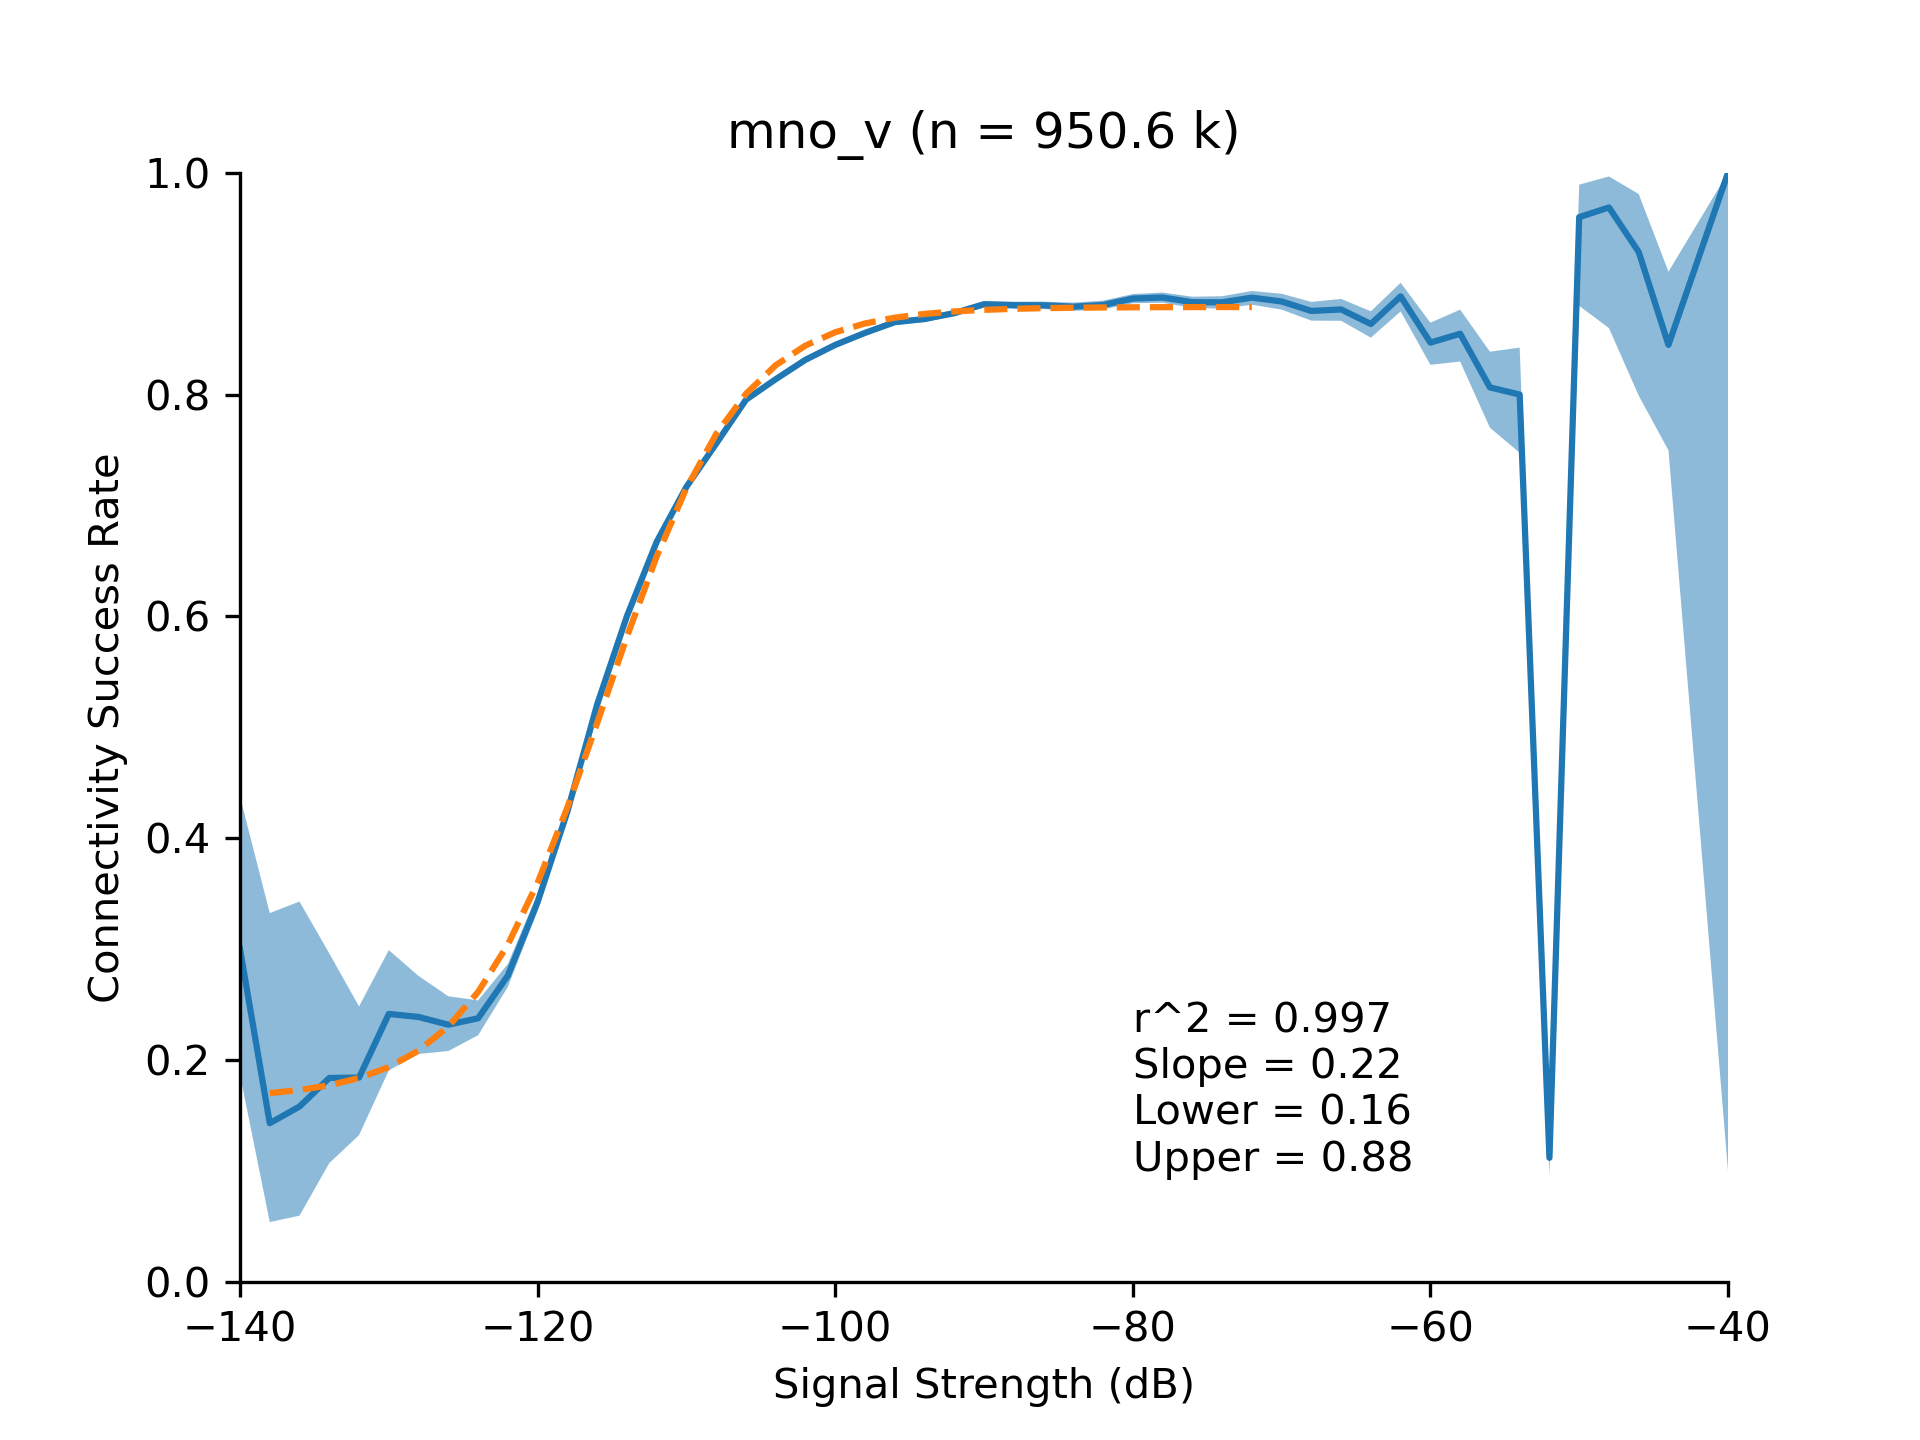 mno_v (n = 950.6 k)
1.0
0.8
0.6
0.4
0.2
0.0
Connectivity Success Rate
r^2 = 0.997
Slope = 0.22
Lower = 0.16
Upper = 0.88
−140 −120 −100 −80 −60 −40
Signal Strength (dB)